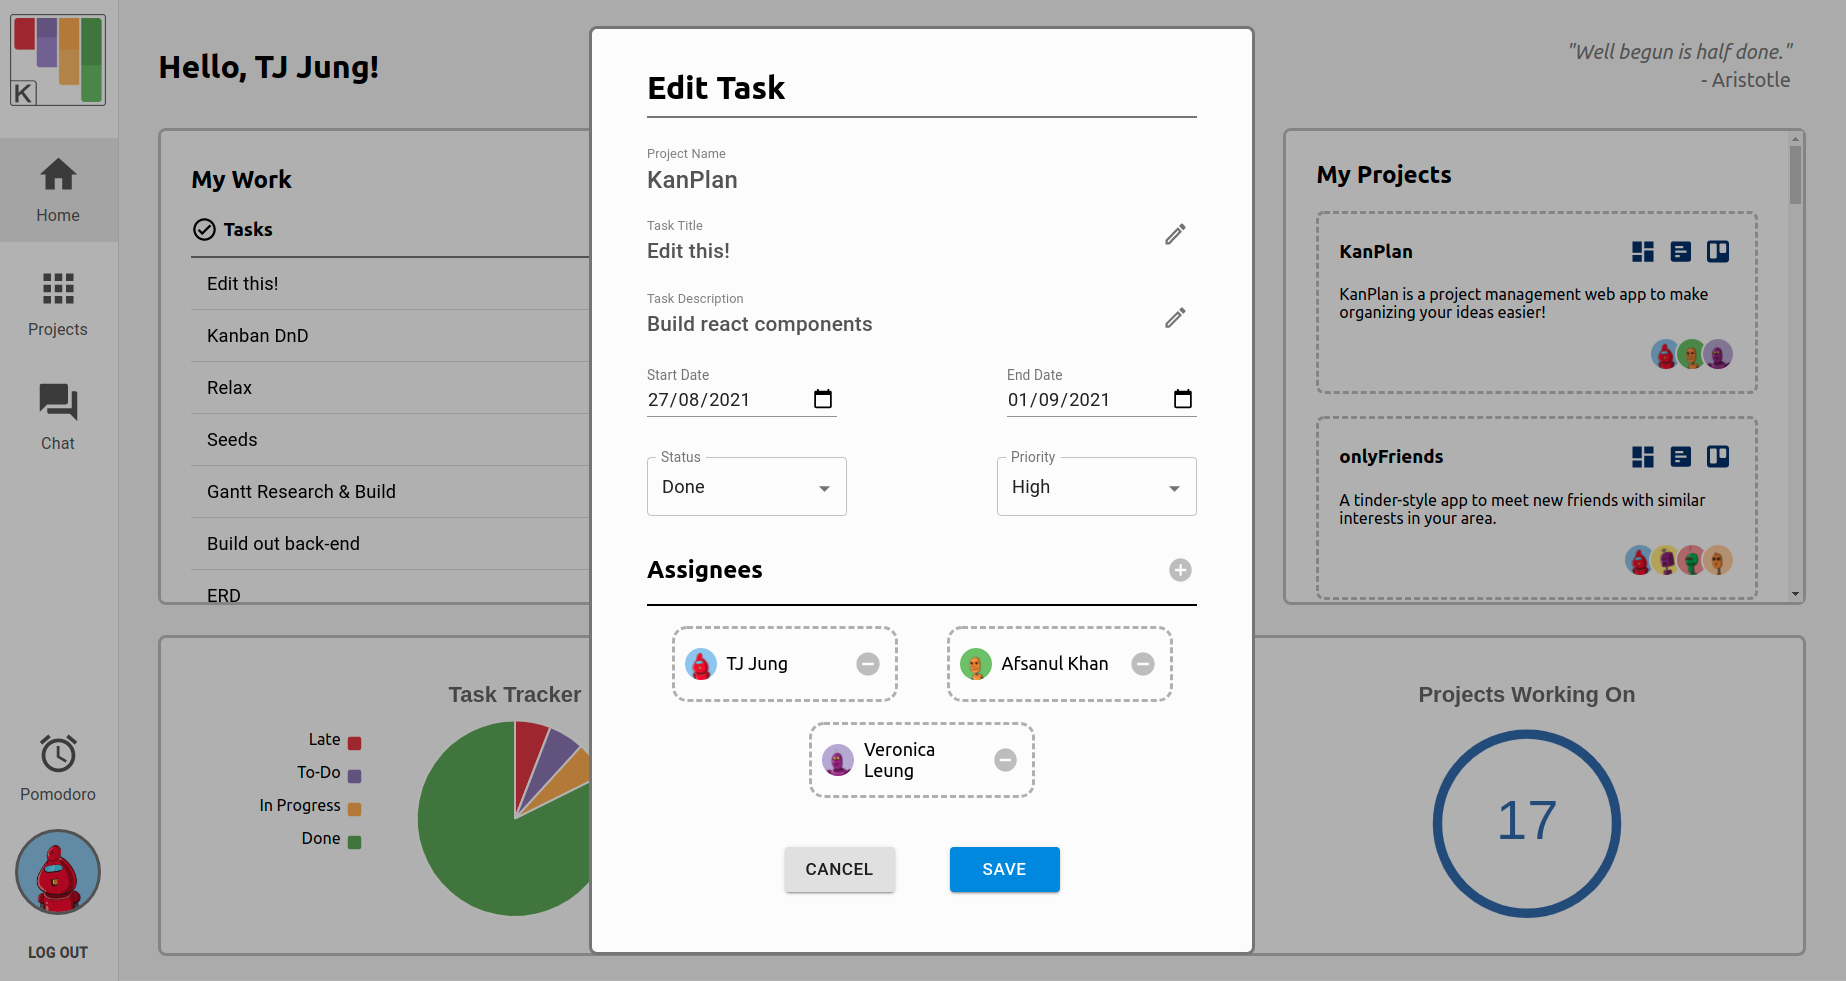 K
Home
Projects
Chat
Pomodoro
LOG OUT
Hello, TJ Jung!
"Well begun is half done."
- Aristotle
My Work
Tasks
Edit this!
Kanban DnD
Relax
Seeds
Gantt Research & Build
Build out back-end
ERD
Edit Task
Project Name
KanPlan
Task Title
Edit this!
Task Description
Build react components
Start Date
27/08/2021
End Date
01/09/2021
Status
Done
Priority
High
Assignees
TJ Jung
Afsanul Khan
Veronica
Leung
CANCEL
SAVE
My Projects
KanPlan
KanPlan is a project management web app to make
organizing your ideas easier!
onlyFriends
A tinder-style app to meet new friends with similar
interests in your area.
Task Tracker
Late
To-Do
In Progress
Done
Projects Working On
17